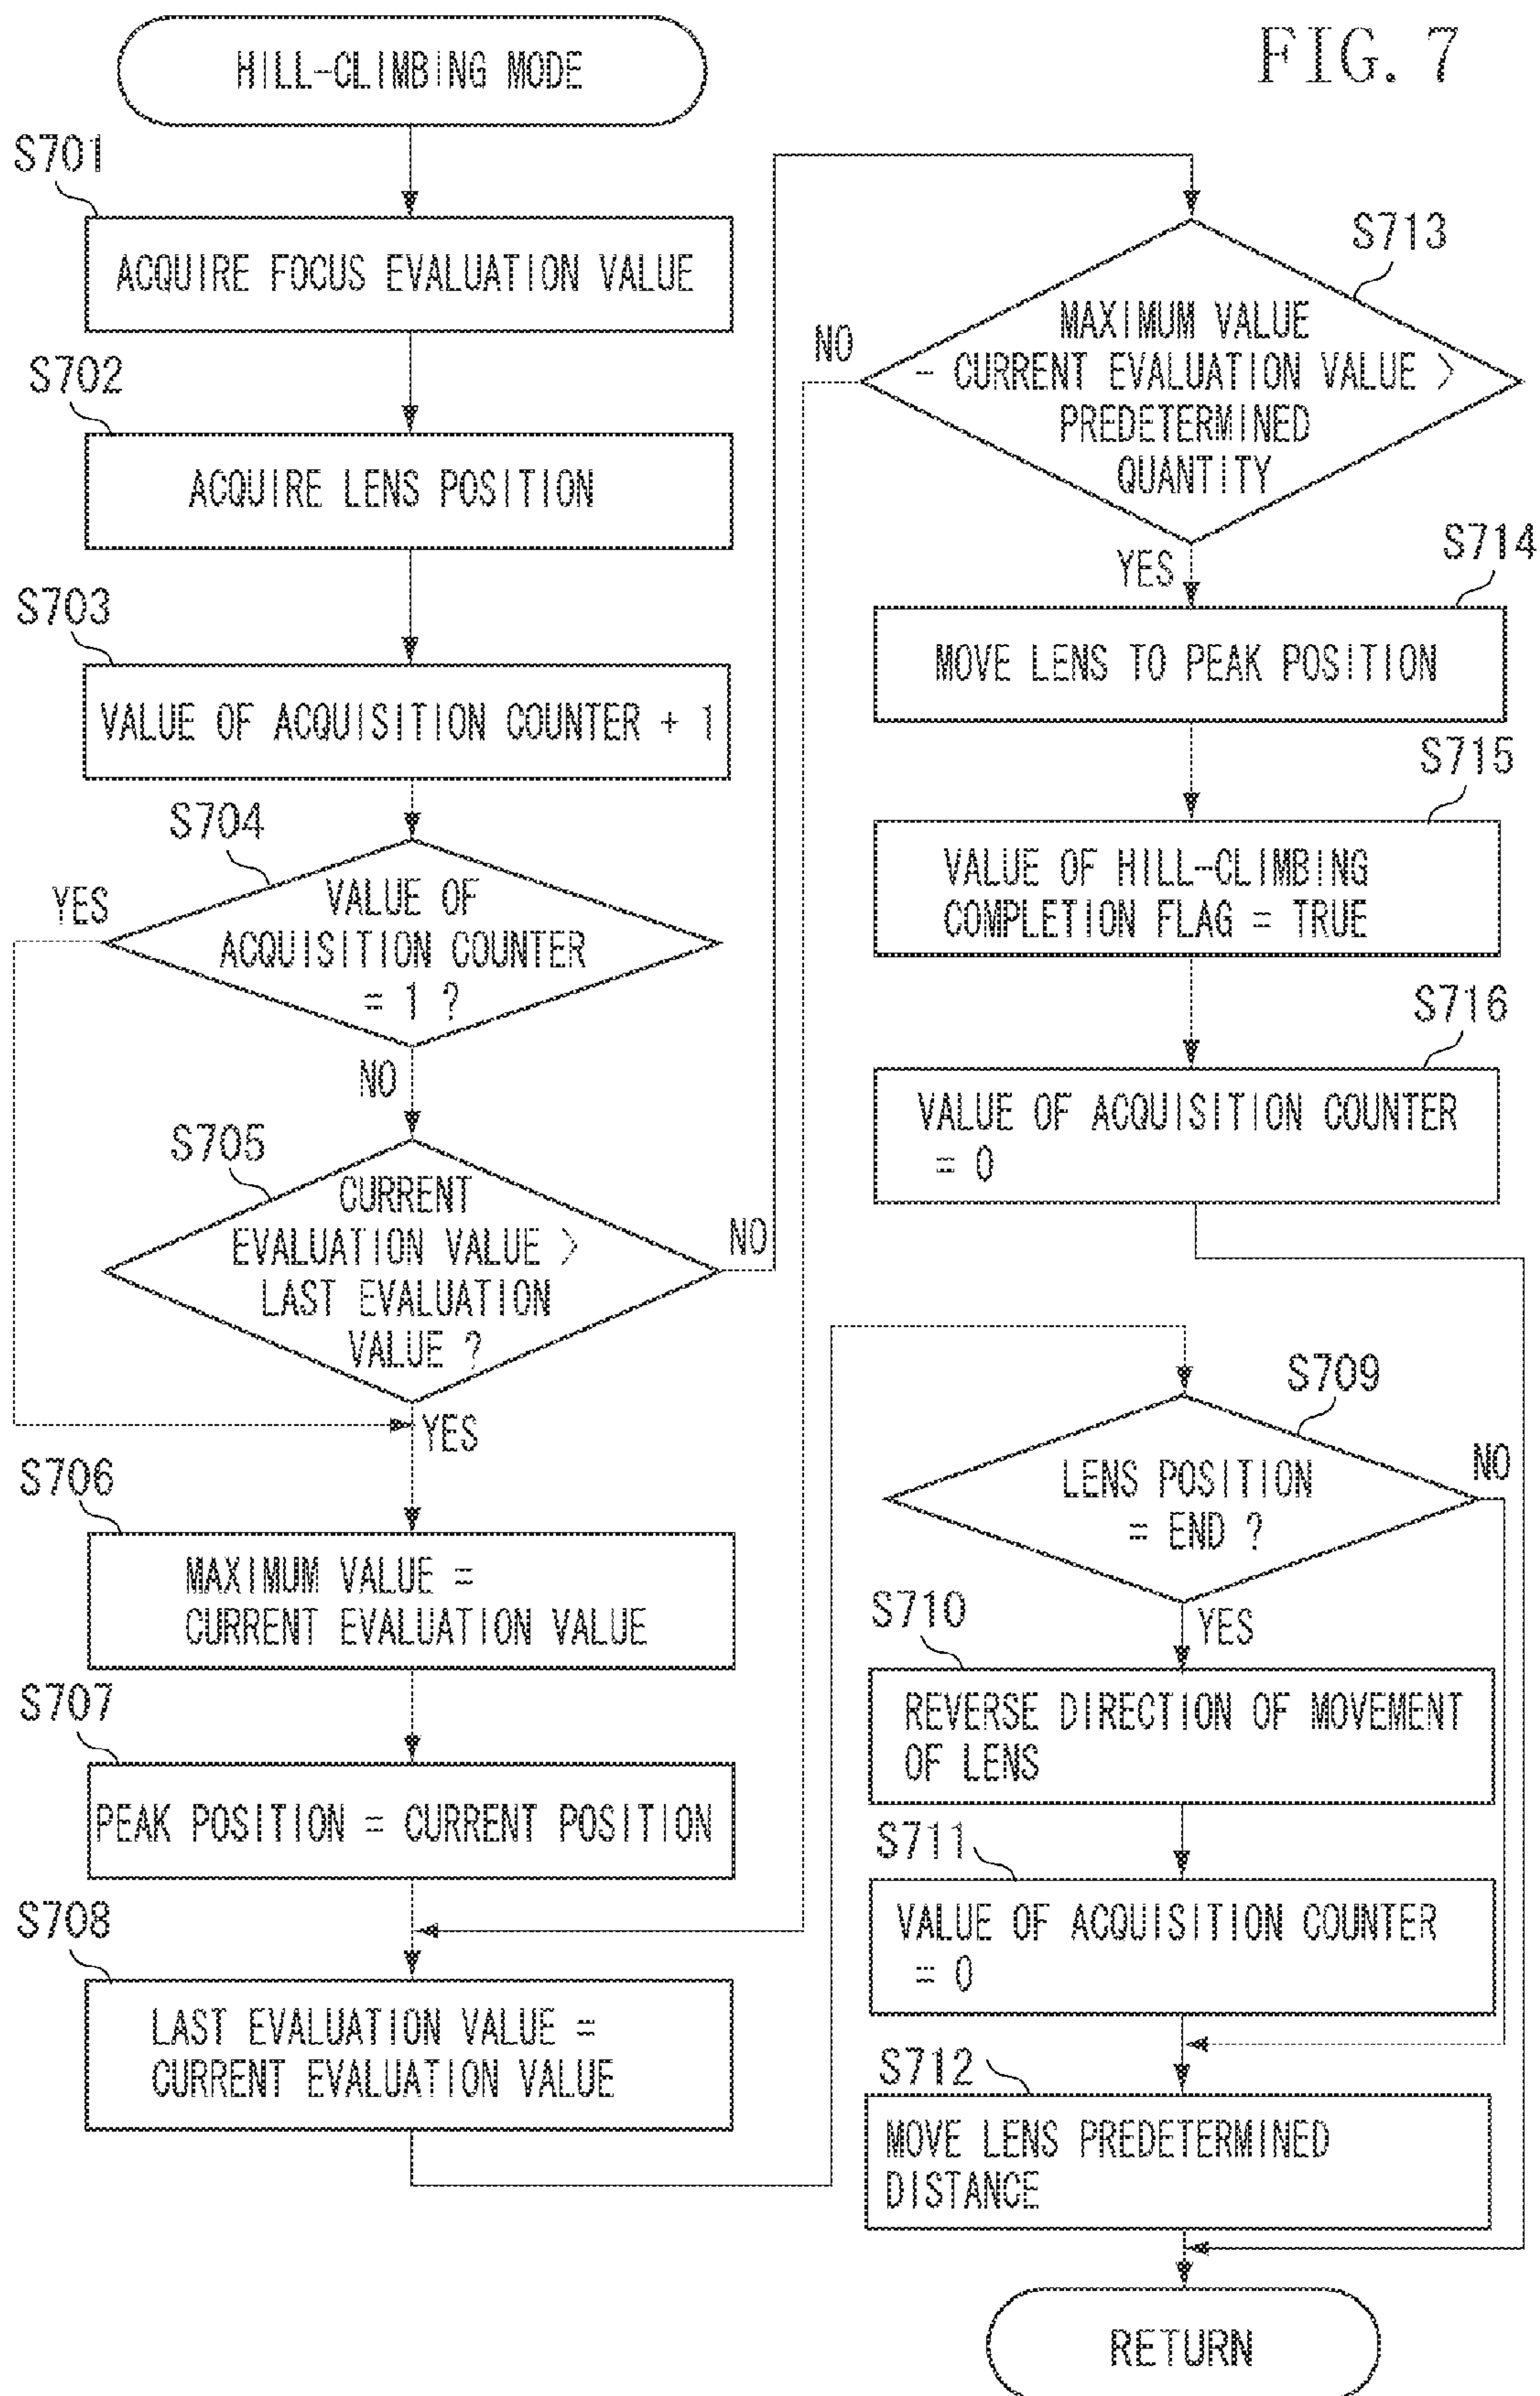 FIG. 7
HILL-CLIMBING MODE
S701
ACQUIRE FOCUS EVALUATION VALUE
S702
ACQUIRE LENS POSITION
S703
VALUE OF ACQUISITION COUNTER + 1
S704
YES
VALUE OF
ACQUISITION COUNTER
= 1 ?
NO
S705
CURRENT
EVALUATION VALUE >
LAST EVALUATION
VALUE ?
NO
YES
S706
MAXIMUM VALUE =
CURRENT EVALUATION VALUE
S707
PEAK POSITION = CURRENT POSITION
S708
LAST EVALUATION VALUE =
CURRENT EVALUATION VALUE
S713
NO
MAXIMUM VALUE
- CURRENT EVALUATION VALUE >
PREDETERMINED
QUANTITY
YES
S714
MOVE LENS TO PEAK POSITION
S715
VALUE OF HILL-CLIMBING
COMPLETION FLAG = TRUE
S716
VALUE OF ACQUISITION COUNTER
= 0
S709
LENS POSITION
= END ?
NO
YES
S710
REVERSE DIRECTION OF MOVEMENT
OF LENS
S711
VALUE OF ACQUISITION COUNTER
= 0
S712
MOVE LENS PREDETERMINED
DISTANCE
RETURN